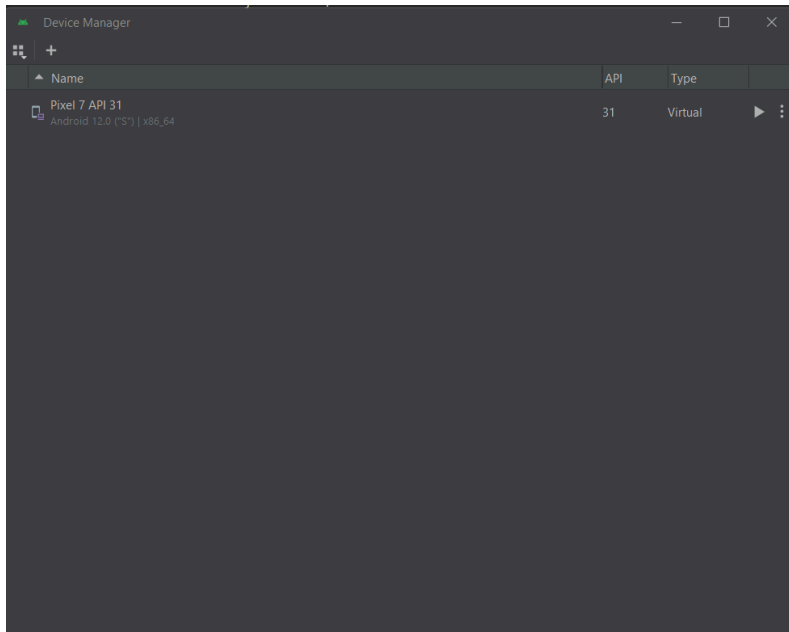 Device Manager
Name API Type
Pixel 7 API 31
Android 12.0 ("S") | x86_64
31 Virtual